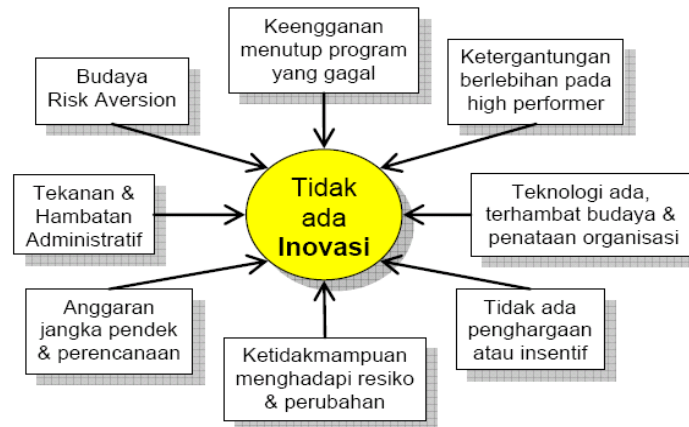 Keengganan
menutup program
yang gagal
Budaya
Risk Aversion
Ketergantungan
berlebihan pada
high performer
Tekanan &
Hambatan
Administratif
Tidak
ada
Inovasi
Teknologi ada,
terhambat budaya &
penataan organisasi
Anggaran
jangka pendek
& perencanaan
Ketidakmampuan
menghadapi resiko
& perubahan
Tidak ada
penghargaan
atau insentif